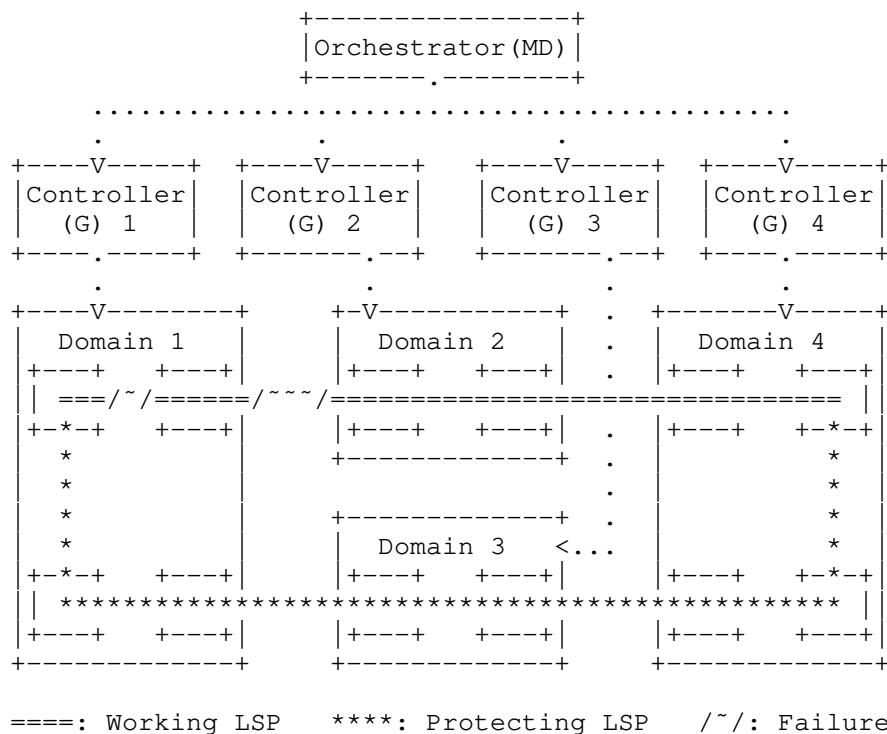 Orchestrator(MD)
Controller Controller Controller Controller
(G) 1 (G) 2 (G) 3 (G) 4
Domain 1 Domain 2 Domain 4
Domain 3
====: Working LSP ****: Protecting LSP /~/: Failure